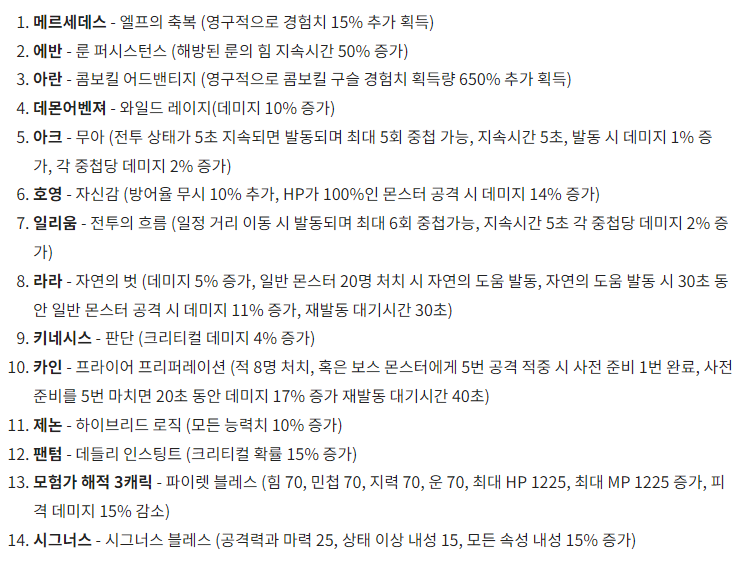 1. 메르세데스 - 엘프의 축복 (영구적으로 경험치 15% 추가 획득)
2. 에반 - 룬 퍼시스턴스 (해방된 룬의 힘 지속시간 50% 증가)
3. 아란 - 콤보킬 어드밴티지 (영구적으로 콤보킬 구슬 경험치 획득량 650% 추가 획득)
4. 데몬어벤져 - 와일드 레이지(데미지 10% 증가)
5. 아크 - 무아 (전투 상태가 5초 지속되면 발동되며 최대 5회 중첩 가능, 지속시간 5초, 발동 시 데미지 1% 증
가, 각 중첩당 데미지 2% 증가)
6. 호영 - 자신감 (방어율 무시 10% 추가, HP가 100%인 몬스터 공격 시 데미지 14% 증가)
7. 일리움 - 전투의 흐름 (일정 거리 이동 시 발동되며 최대 6회 중첩가능, 지속시간 5초 각 중첩당 데미지 2% 증
가)
8. 라라 - 자연의 벗 (데미지 5% 증가, 일반 몬스터 20명 처치 시 자연의 도움 발동, 자연의 도움 발동 시 30초 동
안 일반 몬스터 공격 시 데미지 11% 증가, 재발동 대기시간 30초)
9. 키네시스 - 판단 (크리티컬 데미지 4% 증가)
10. 카인 - 프라이어 프리퍼레이션 (적 8명 처치, 혹은 보스 몬스터에게 5번 공격 적중 시 사전 준비 1번 완료, 사전
준비를 5번 마치면 20초 동안 데미지 17% 증가 재발동 대기시간 40초)
11. 제논 - 하이브리드 로직 (모든 능력치 10% 증가)
12. 팬텀 - 데들리 인스팅트 (크리티컬 확률 15% 증가)
13. 모험가 해적 3캐릭 - 파이렛 블레스 (힘 70, 민첩 70, 지력 70, 운 70, 최대 HP 1225, 최대 MP 1225 증가, 피
격 데미지 15% 감소)
14. 시그너스 - 시그너스 블레스 (공격력과 마력 25, 상태 이상 내성 15, 모든 속성 내성 15% 증가)